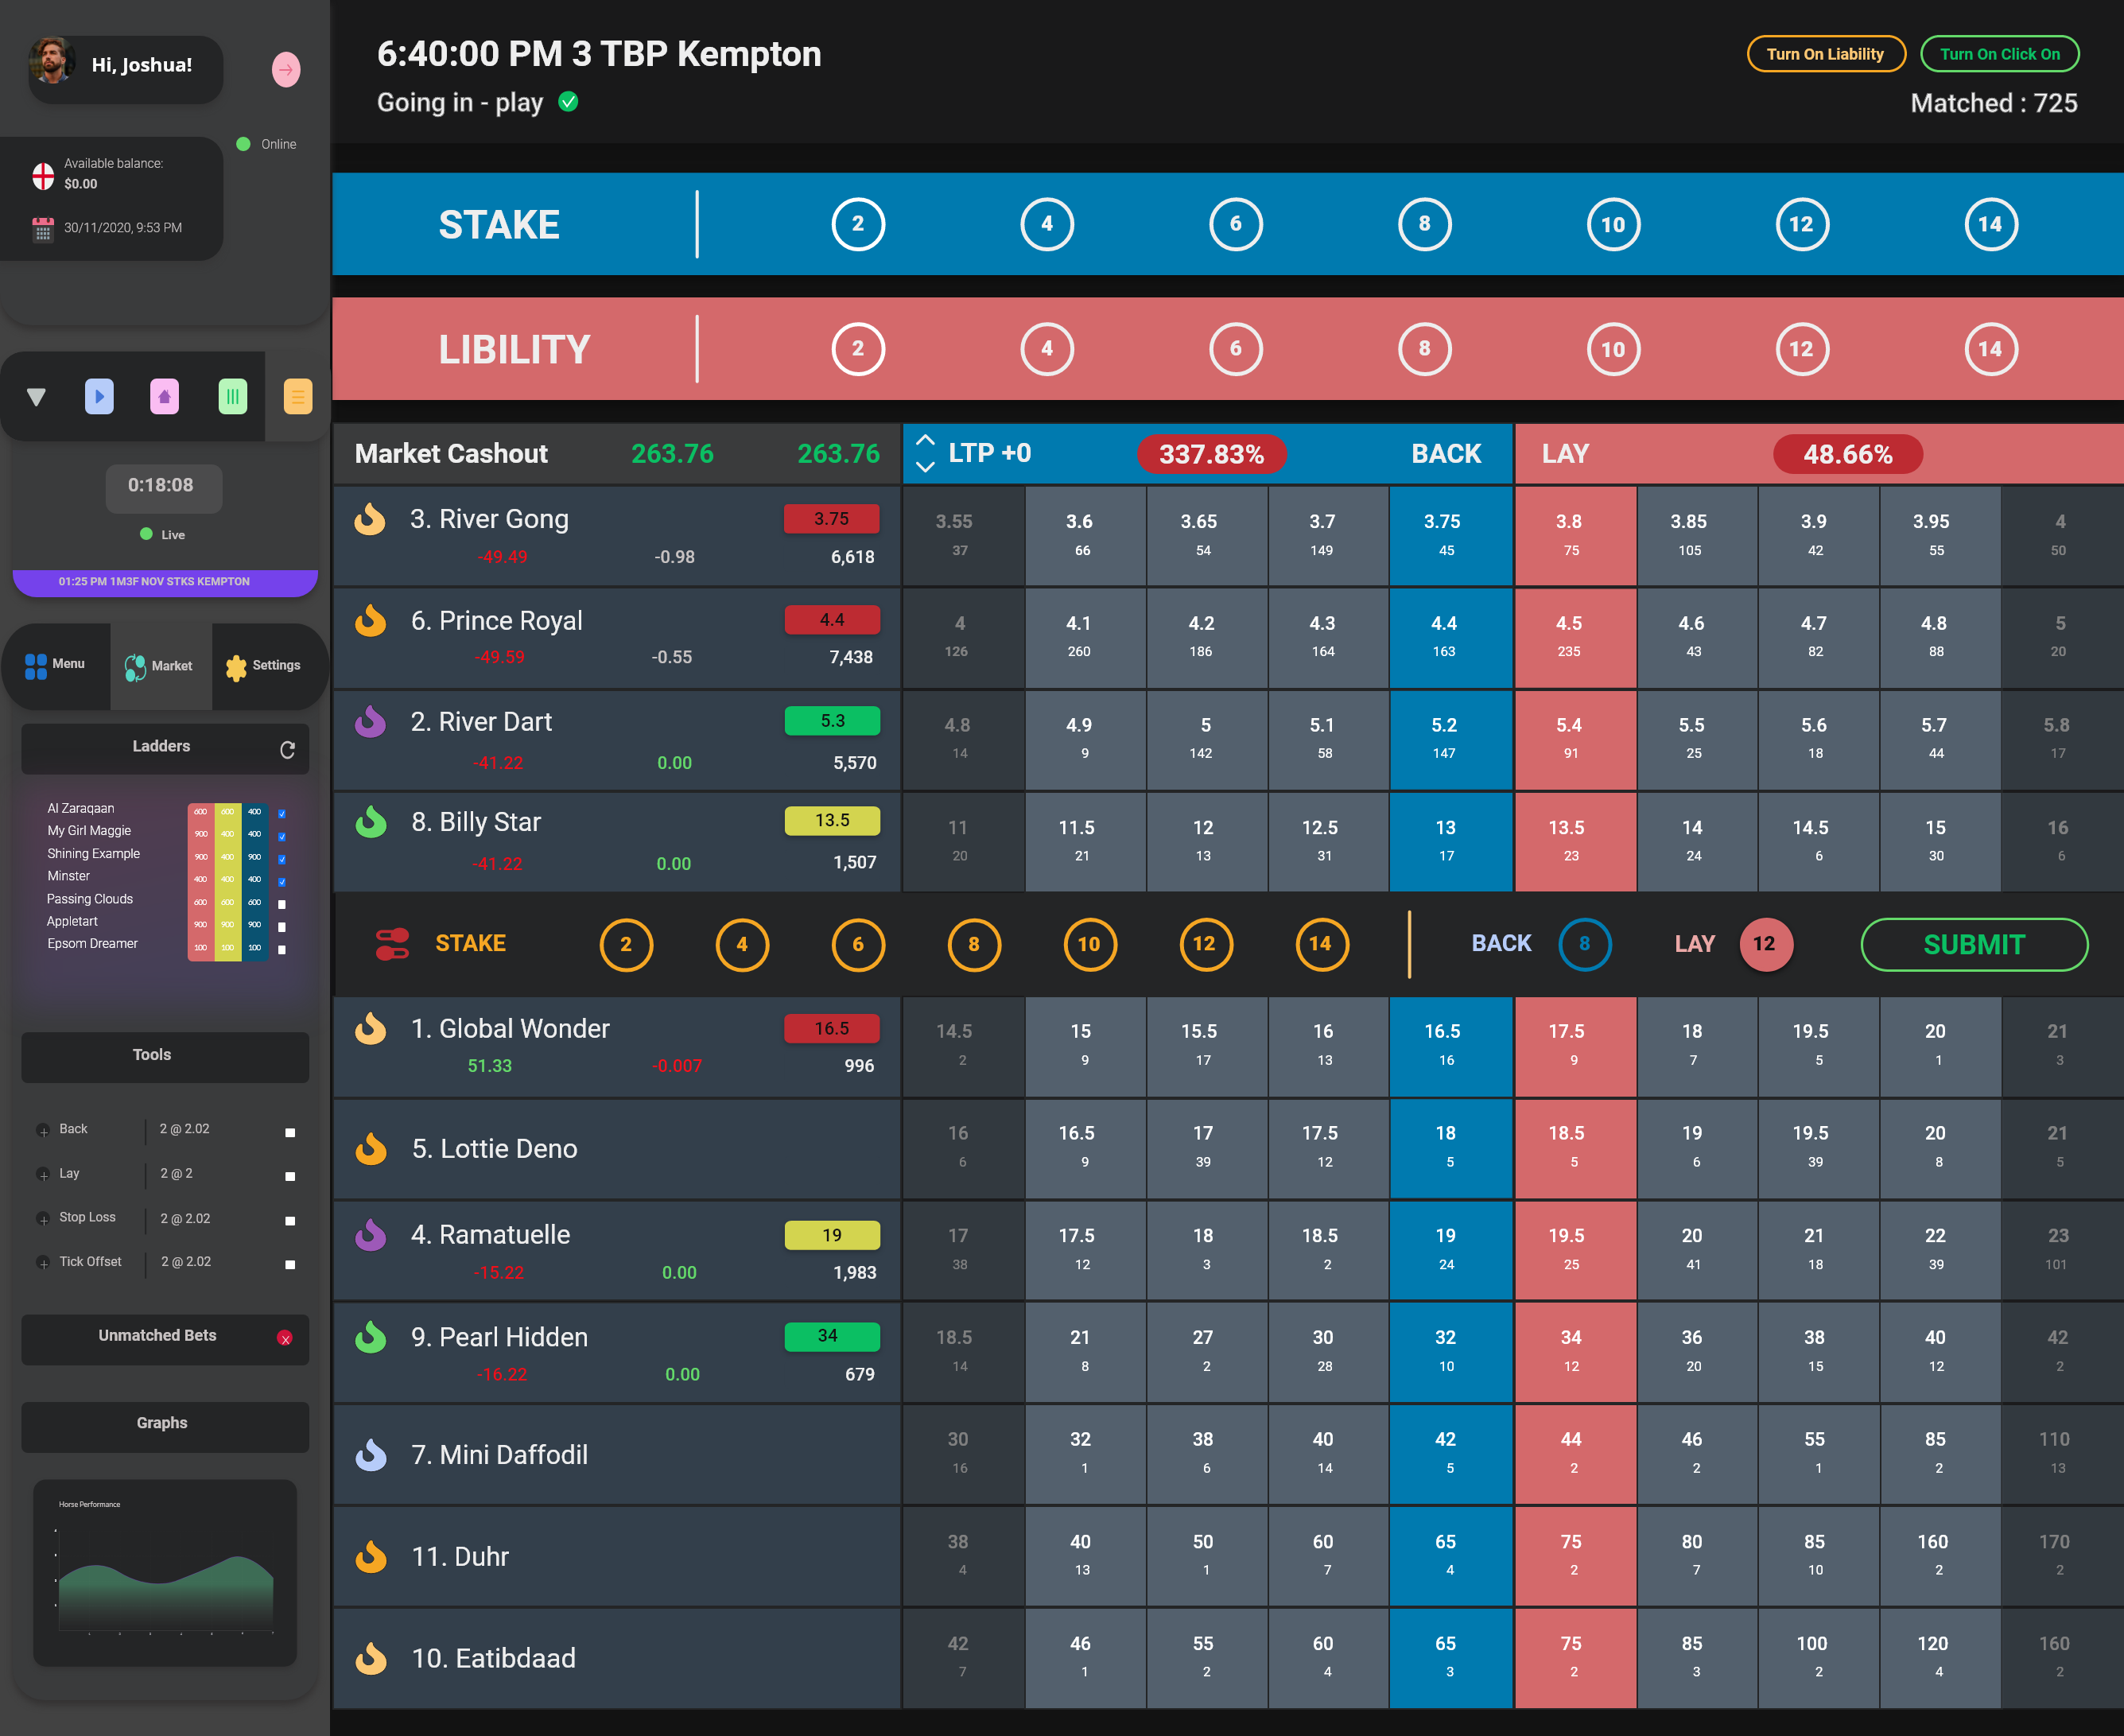 Hi, Joshua!
Online
Available balance:
$0.00
30/11/2020, 9:53 PM
0:18:08
Live
01:25 PM 1M3F NOV STKS KEMPTON
Menu
Market
Settings
Ladders
Al Zaraqaan 600 600 400
My Girl Maggie 900 400 400
Shining Example 900 400 900
Minster 400 400 400
Passing Clouds 600 600 600
Appletart 900 900 900
Epsom Dreamer 100 100 100
Tools
Back 2 @ 2.02
Lay 2 @ 2
Stop Loss 2 @ 2.02
Tick Offset 2 @ 2.02
Unmatched Bets X
Graphs
Horse Performance
6:40:00 PM 3 TBP Kempton
Going in - play
Turn On Liability
Turn On Click On
Matched : 725
STAKE 2 4 6 8 10 12 14
LIBILITY 2 4 6 8 10 12 14
Market Cashout 263.76 263.76 LTP +0 337.83% BACK LAY 48.66%
3. River Gong 3.75 3.55 3.6 3.65 3.7 3.75 3.8 3.85 3.9 3.95 4
-49.49 -0.98 6,618 37 66 54 149 45 75 105 42 55 50
6. Prince Royal 4.4 4 4.1 4.2 4.3 4.4 4.5 4.6 4.7 4.8 5
-49.59 -0.55 7,438 126 260 186 164 163 235 43 82 88 20
2. River Dart 5.3 4.8 4.9 5 5.1 5.2 5.4 5.5 5.6 5.7 5.8
-41.22 0.00 5,570 14 9 142 58 147 91 25 18 44 17
8. Billy Star 13.5 11 11.5 12 12.5 13 13.5 14 14.5 15 16
-41.22 0.00 1,507 20 21 13 31 17 23 24 6 30 6
STAKE 2 4 6 8 10 12 14 BACK 8 LAY 12 SUBMIT
1. Global Wonder 16.5 14.5 15 15.5 16 16.5 17.5 18 19.5 20 21
51.33 -0.007 996 2 9 17 13 16 9 7 5 1 3
5. Lottie Deno 16 16.5 17 17.5 18 18.5 19 19.5 20 21
6 9 39 12 5 5 6 39 8 5
4. Ramatuelle 19 17 17.5 18 18.5 19 19.5 20 21 22 23
-15.22 0.00 1,983 38 12 3 2 24 25 41 18 39 101
9. Pearl Hidden 34 18.5 21 27 30 32 34 36 38 40 42
-16.22 0.00 679 14 8 2 28 10 12 20 15 12 2
7. Mini Daffodil 30 32 38 40 42 44 46 55 85 110
16 1 6 14 5 2 2 1 2 13
11. Duhr 38 40 50 60 65 75 80 85 160 170
4 13 1 7 4 2 7 10 2 2
10. Eatibdaad 42 46 55 60 65 75 85 100 120 160
7 1 2 4 3 2 3 2 4 2